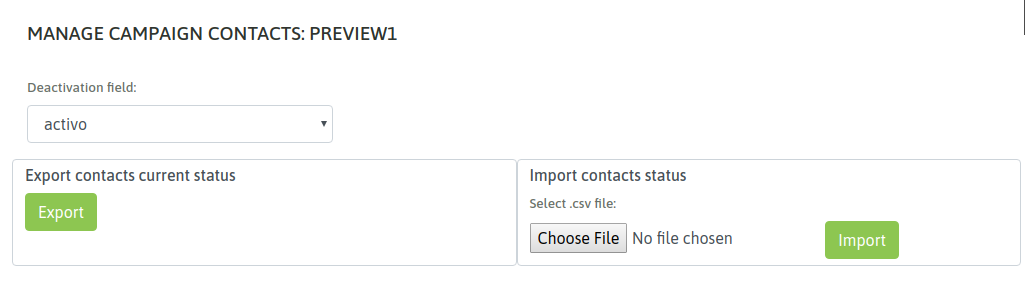 MANAGE CAMPAIGN CONTACTS: PREVIEW1
Deactivation field:
activo
Export contacts current status
Export
Import contacts status
Select .csv file:
Choose File No file chosen
Import